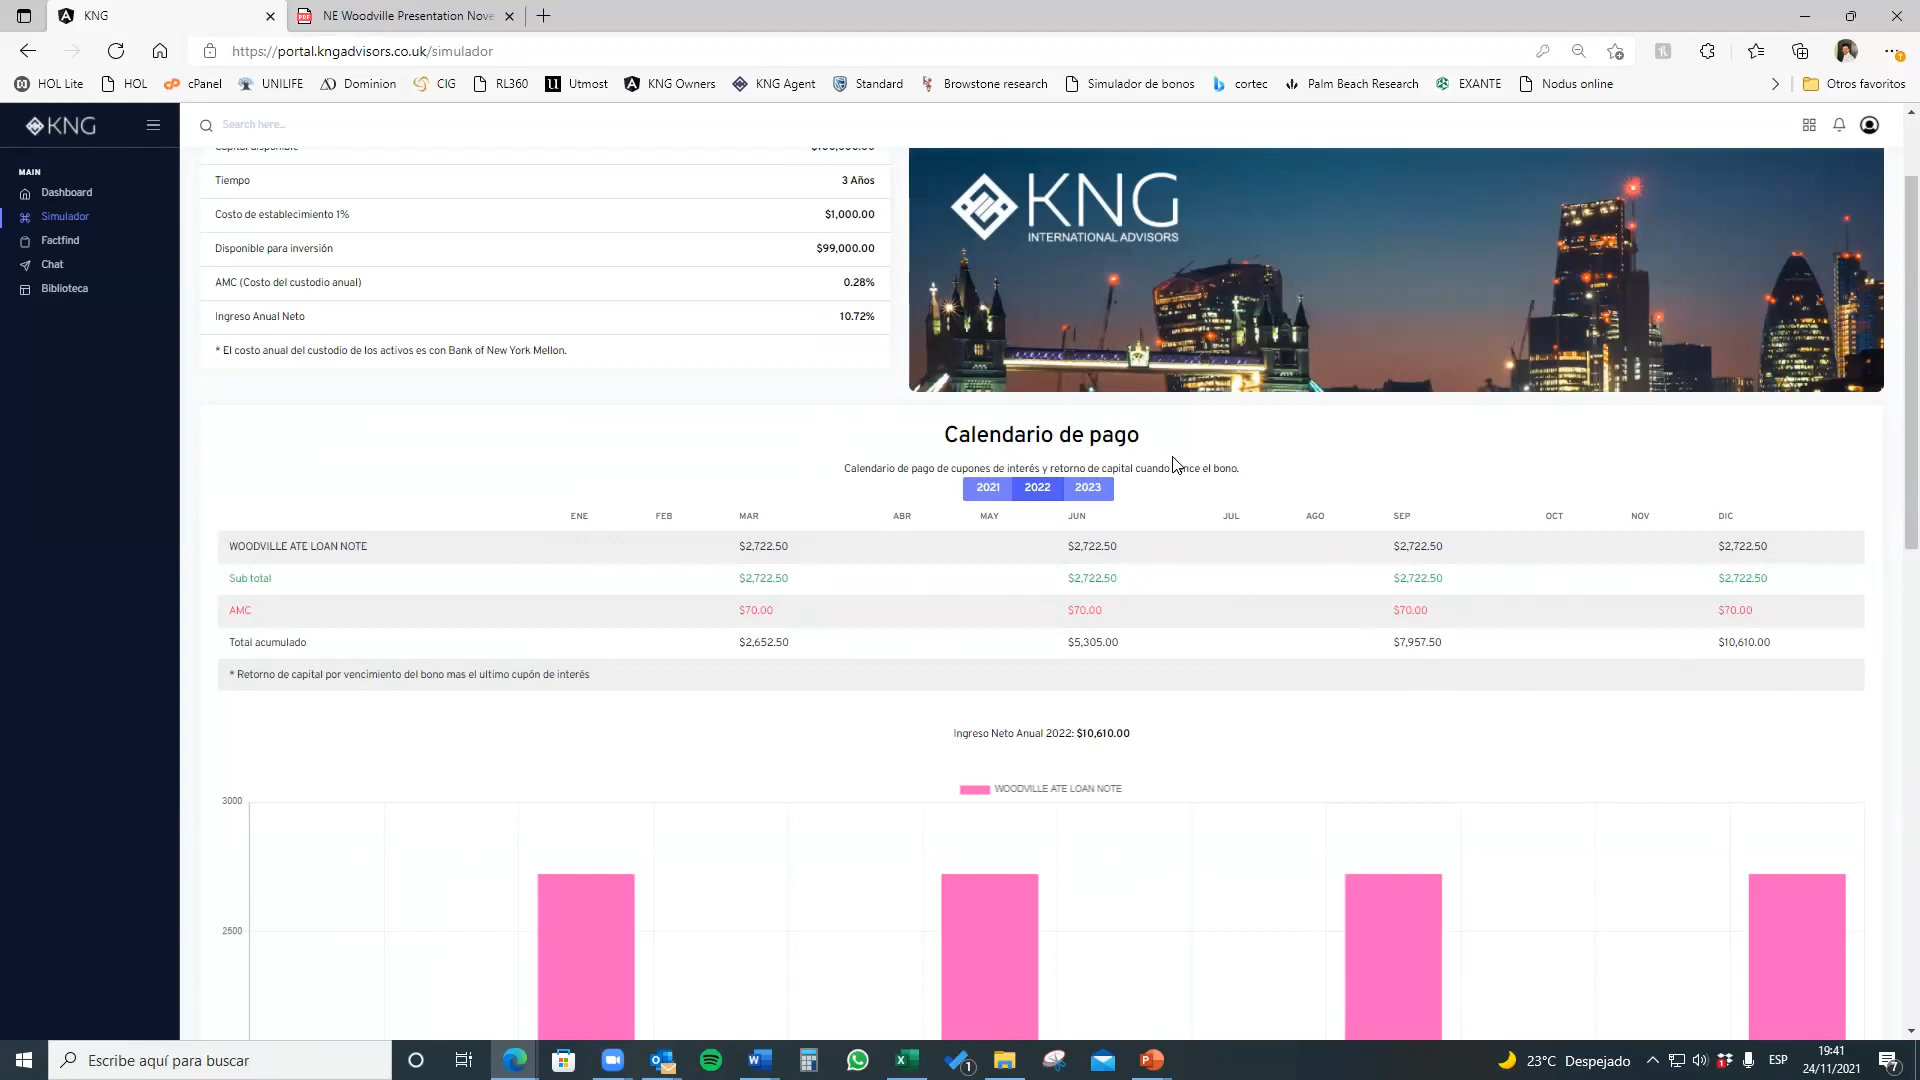 KNG
NE Woodville Presentation Nove
https://portal.kngadvisors.co.uk/simulador
HOL Lite
HOL
cPanel
UNILIFE
Dominion
CIG
RL360
Utmost
KNG Owners
KNG Agent
Standard
Browstone research
Simulador de bonos
cortec
Palm Beach Research
EXANTE
Nodus online
Otros favoritos
KNG
Search here...
MAIN
Dashboard
Simulador
Factfind
Chat
Biblioteca
Capital disponible $100,000.00
Tiempo 3 Años
Costo de establecimiento 1% $1,000.00
Disponible para inversión $99,000.00
AMC (Costo del custodio anual) 0.28%
Ingreso Anual Neto 10.72%
* El costo anual del custodio de los activos es con Bank of New York Mellon.
KNG
INTERNATIONAL ADVISORS
Calendario de pago
Calendario de pago de cupones de interés y retorno de capital cuando vence el bono.
2021 2022 2023
ENE FEB MAR ABR MAY JUN JUL AGO SEP OCT NOV DIC
WOODVILLE ATE LOAN NOTE $2,722.50 $2,722.50 $2,722.50 $2,722.50
Sub total $2,722.50 $2,722.50 $2,722.50 $2,722.50
AMC $70.00 $70.00 $70.00 $70.00
Total acumulado $2,652.50 $5,305.00 $7,957.50 $10,610.00
* Retorno de capital por vencimiento del bono mas el ultimo cupón de interés
Ingreso Neto Anual 2022: $10,610.00
WOODVILLE ATE LOAN NOTE
3000
2500
Escribe aquí para buscar
23°C Despejado
ESP
19:41
24/11/2021